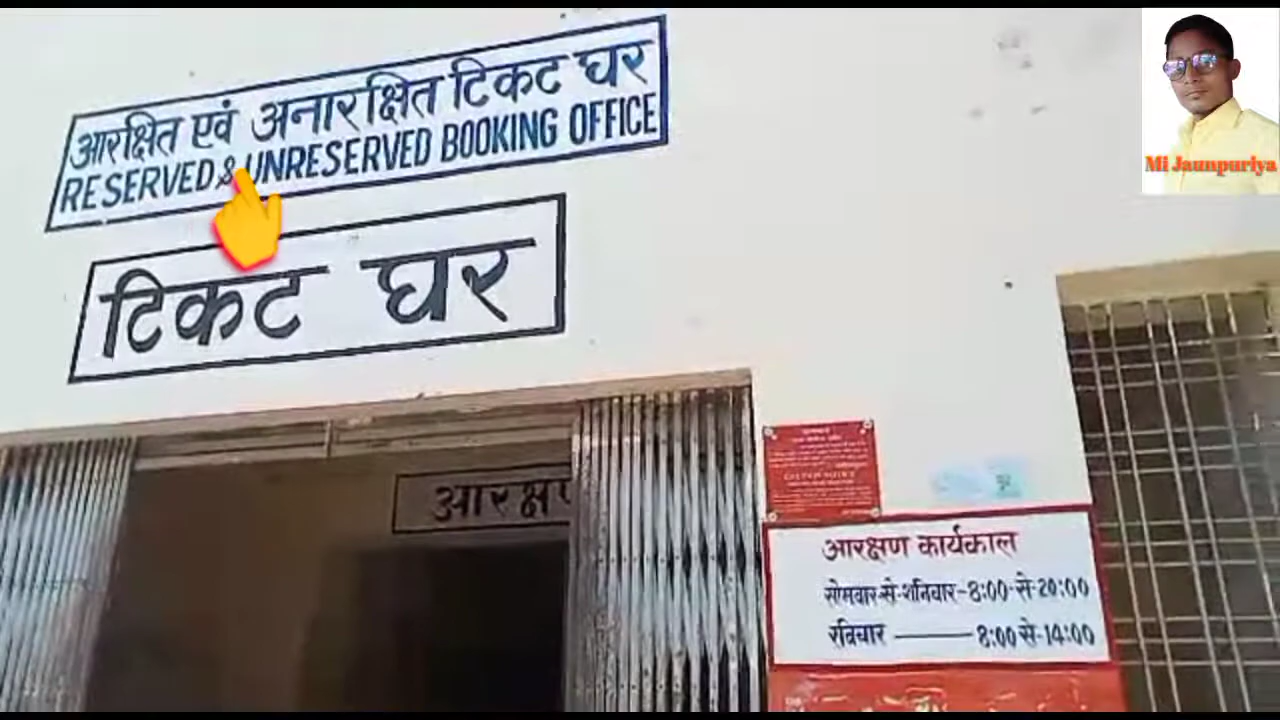 आरक्षित एवं अनारक्षित टिकट घर
RESERVED & UNRESERVED BOOKING OFFICE
टिकट घर
आरक्षण
आरक्षण कार्यकाल
सोमवार-से-शनिवार-8:00-से-20:00
रविवार — 8:00 से-14:00
Mi Jaunpuriya